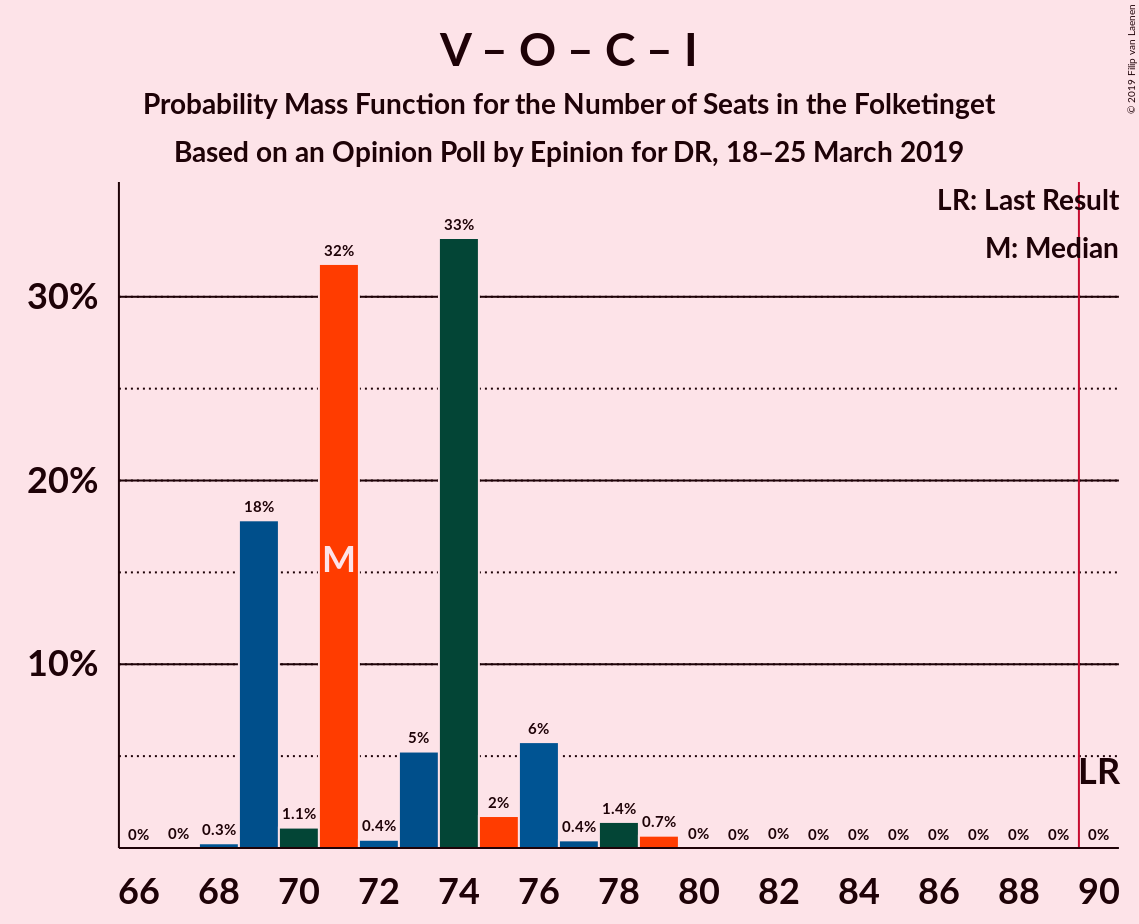 V – O – C – I
Probability Mass Function for the Number of Seats in the Folketinget
Based on an Opinion Poll by Epinion for DR, 18–25 March 2019
© 2019 Filip van Laenen
LR: Last Result
M: Median
30%
20%
10%
0% 0% 0.3% 18% 1.1% 32% 0.4% 5% 33% 2% 6% 0.4% 1.4% 0.7% 0% 0% 0% 0% 0% 0% 0% 0% 0% 0% 0%
M
LR
66 68 70 72 74 76 78 80 82 84 86 88 90